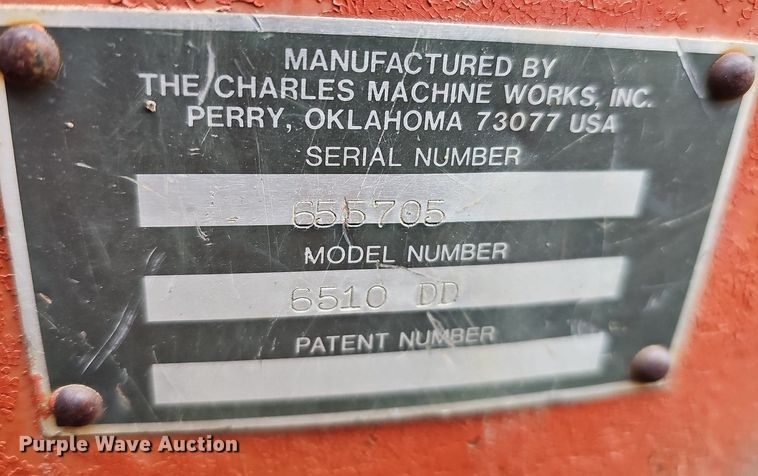 MANUFACTURED BY
THE CHARLES MACHINE WORKS, INC.
PERRY, OKLAHOMA 73077 USA
SERIAL NUMBER
655705
MODEL NUMBER
6510 DD
PATENT NUMBER
Purple Wave Auction